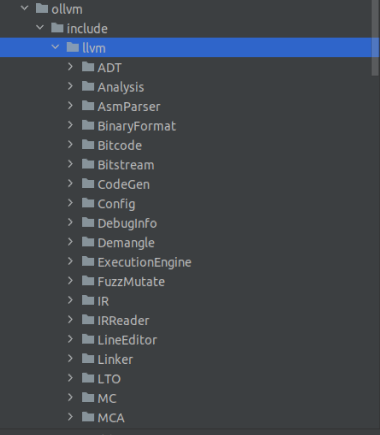 ollvm
include
llvm
ADT
Analysis
AsmParser
BinaryFormat
Bitcode
Bitstream
CodeGen
Config
DebugInfo
Demangle
ExecutionEngine
FuzzMutate
IR
IRReader
LineEditor
Linker
LTO
MC
MCA